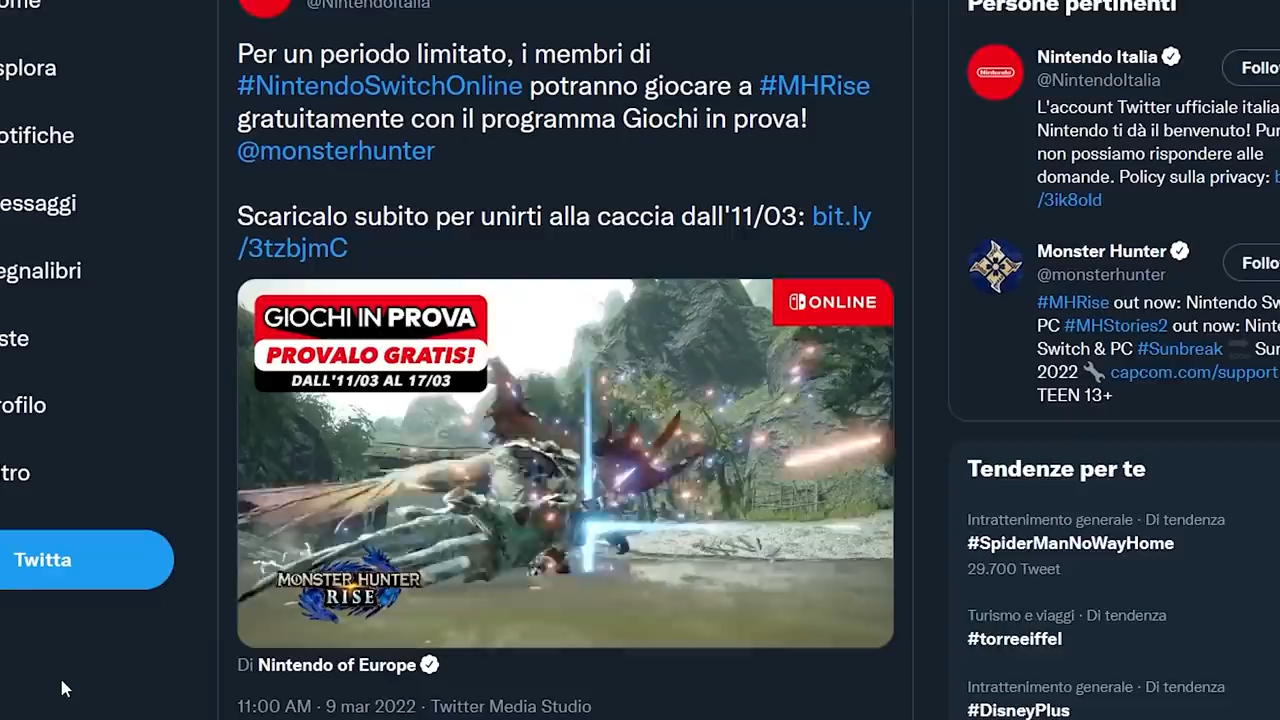 @NintendoItalia
Per un periodo limitato, i membri di
#NintendoSwitchOnline potranno giocare a #MHRise
gratuitamente con il programma Giochi in prova!
@monsterhunter
Scaricalo subito per unirti alla caccia dall'11/03: bit.ly
/3tzbjmC
GIOCHI IN PROVA
PROVALO GRATIS!
DALL'11/03 AL 17/03
ONLINE
MONSTER HUNTER
RISE
Di Nintendo of Europe
11:00 AM · 9 mar 2022 · Twitter Media Studio
ome
splora
otifiche
essaggi
egnalibri
ste
rofilo
tro
Twitta
Persone pertinenti
Nintendo
Nintendo Italia
@NintendoItalia
Follo
L'account Twitter ufficiale italia
Nintendo ti dà il benvenuto! Pur
non possiamo rispondere alle
domande. Policy sulla privacy: b
/3ik8old
Monster Hunter
@monsterhunter
Follo
#MHRise out now: Nintendo Sw
PC #MHStories2 out now: Nint
Switch & PC #Sunbreak Sun
2022 capcom.com/support
TEEN 13+
Tendenze per te
Intrattenimento generale · Di tendenza
#SpiderManNoWayHome
29.700 Tweet
Turismo e viaggi · Di tendenza
#torreeiffel
Intrattenimento generale · Di tendenza
#DisneyPlus